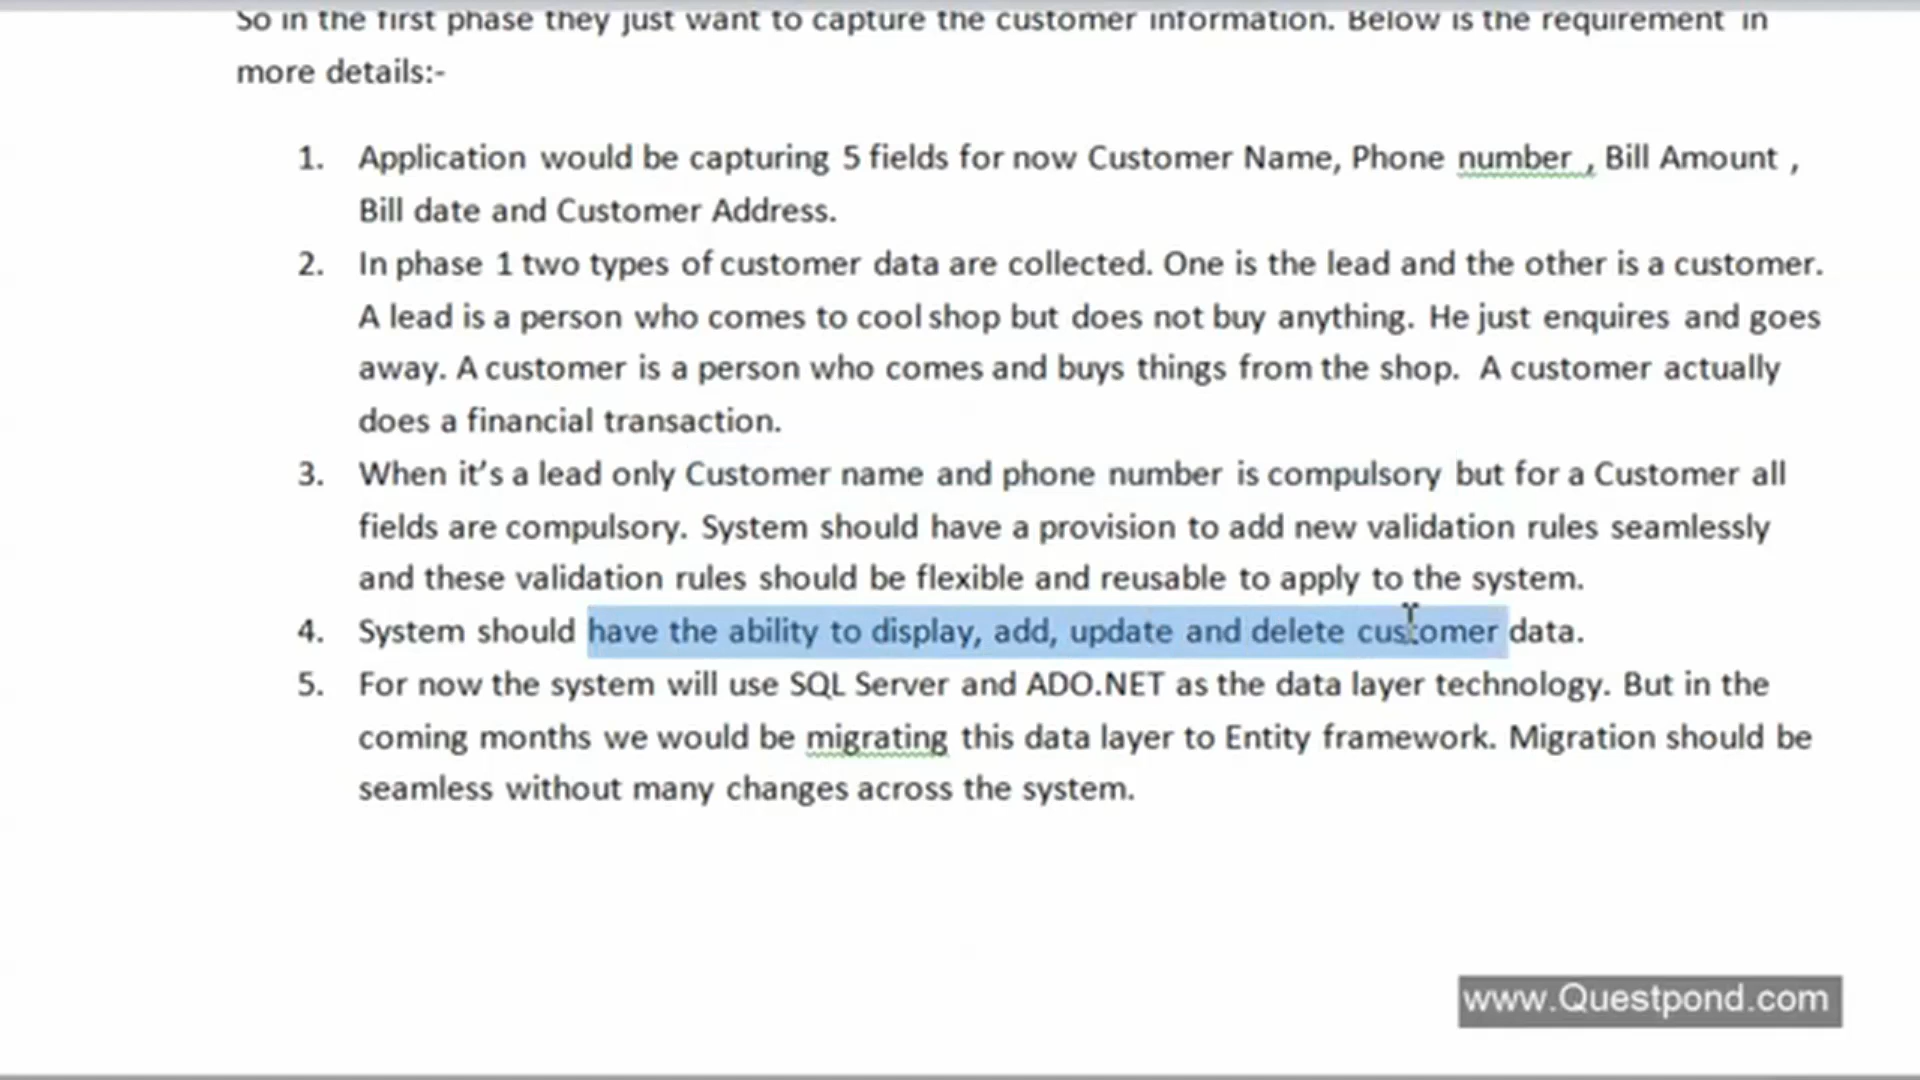 So in the first phase they just want to capture the customer information. Below is the requirement in
more details:-
1. Application would be capturing 5 fields for now Customer Name, Phone number , Bill Amount ,
Bill date and Customer Address.
2. In phase 1 two types of customer data are collected. One is the lead and the other is a customer.
A lead is a person who comes to cool shop but does not buy anything. He just enquires and goes
away. A customer is a person who comes and buys things from the shop. A customer actually
does a financial transaction.
3. When it's a lead only Customer name and phone number is compulsory but for a Customer all
fields are compulsory. System should have a provision to add new validation rules seamlessly
and these validation rules should be flexible and reusable to apply to the system.
4. System should have the ability to display, add, update and delete customer data.
5. For now the system will use SQL Server and ADO.NET as the data layer technology. But in the
coming months we would be migrating this data layer to Entity framework. Migration should be
seamless without many changes across the system.
www.Questpond.com